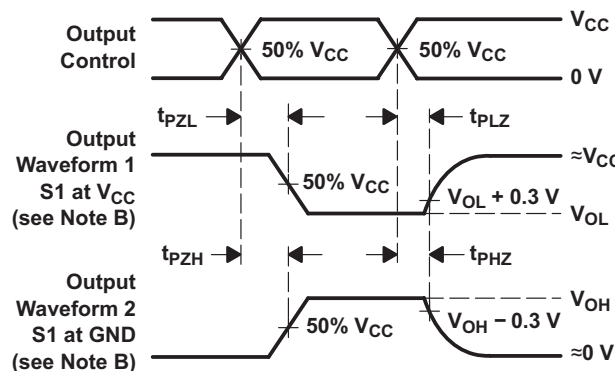 Output
Control
50% VCC
50% VCC
VCC
0 V
tPZL
tPLZ
Output
Waveform 1
S1 at VCC
(see Note B)
50% VCC
≈VCC
VOL + 0.3 V
VOL
tPZH
tPHZ
Output
Waveform 2
S1 at GND
(see Note B)
50% VCC
VOH
VOH − 0.3 V
≈0 V